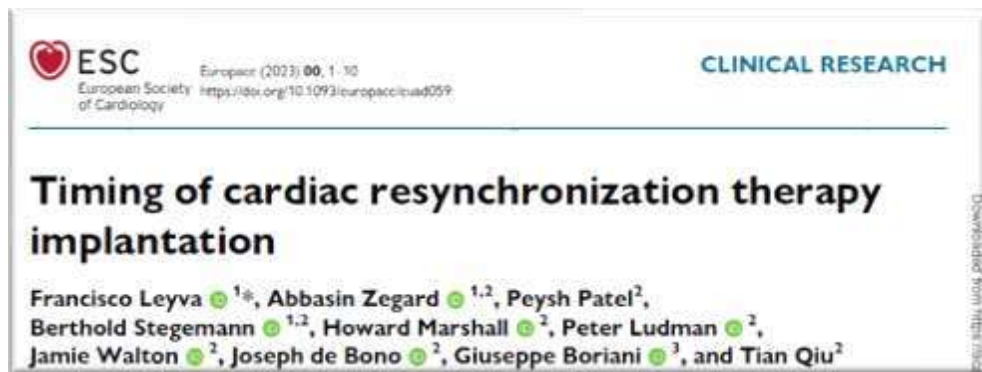 ESC
European Society
of Cardiology
Europace (2023) 00, 1–10
https://doi.org/10.1093/europace/euad059
CLINICAL RESEARCH
Timing of cardiac resynchronization therapy
implantation
Francisco Leyva 1*, Abbasin Zegard 1,2, Peysh Patel2,
Berthold Stegemann 1,2, Howard Marshall 2, Peter Ludman 2,
Jamie Walton 2, Joseph de Bono 2, Giuseppe Boriani 3, and Tian Qiu2
Downloaded from